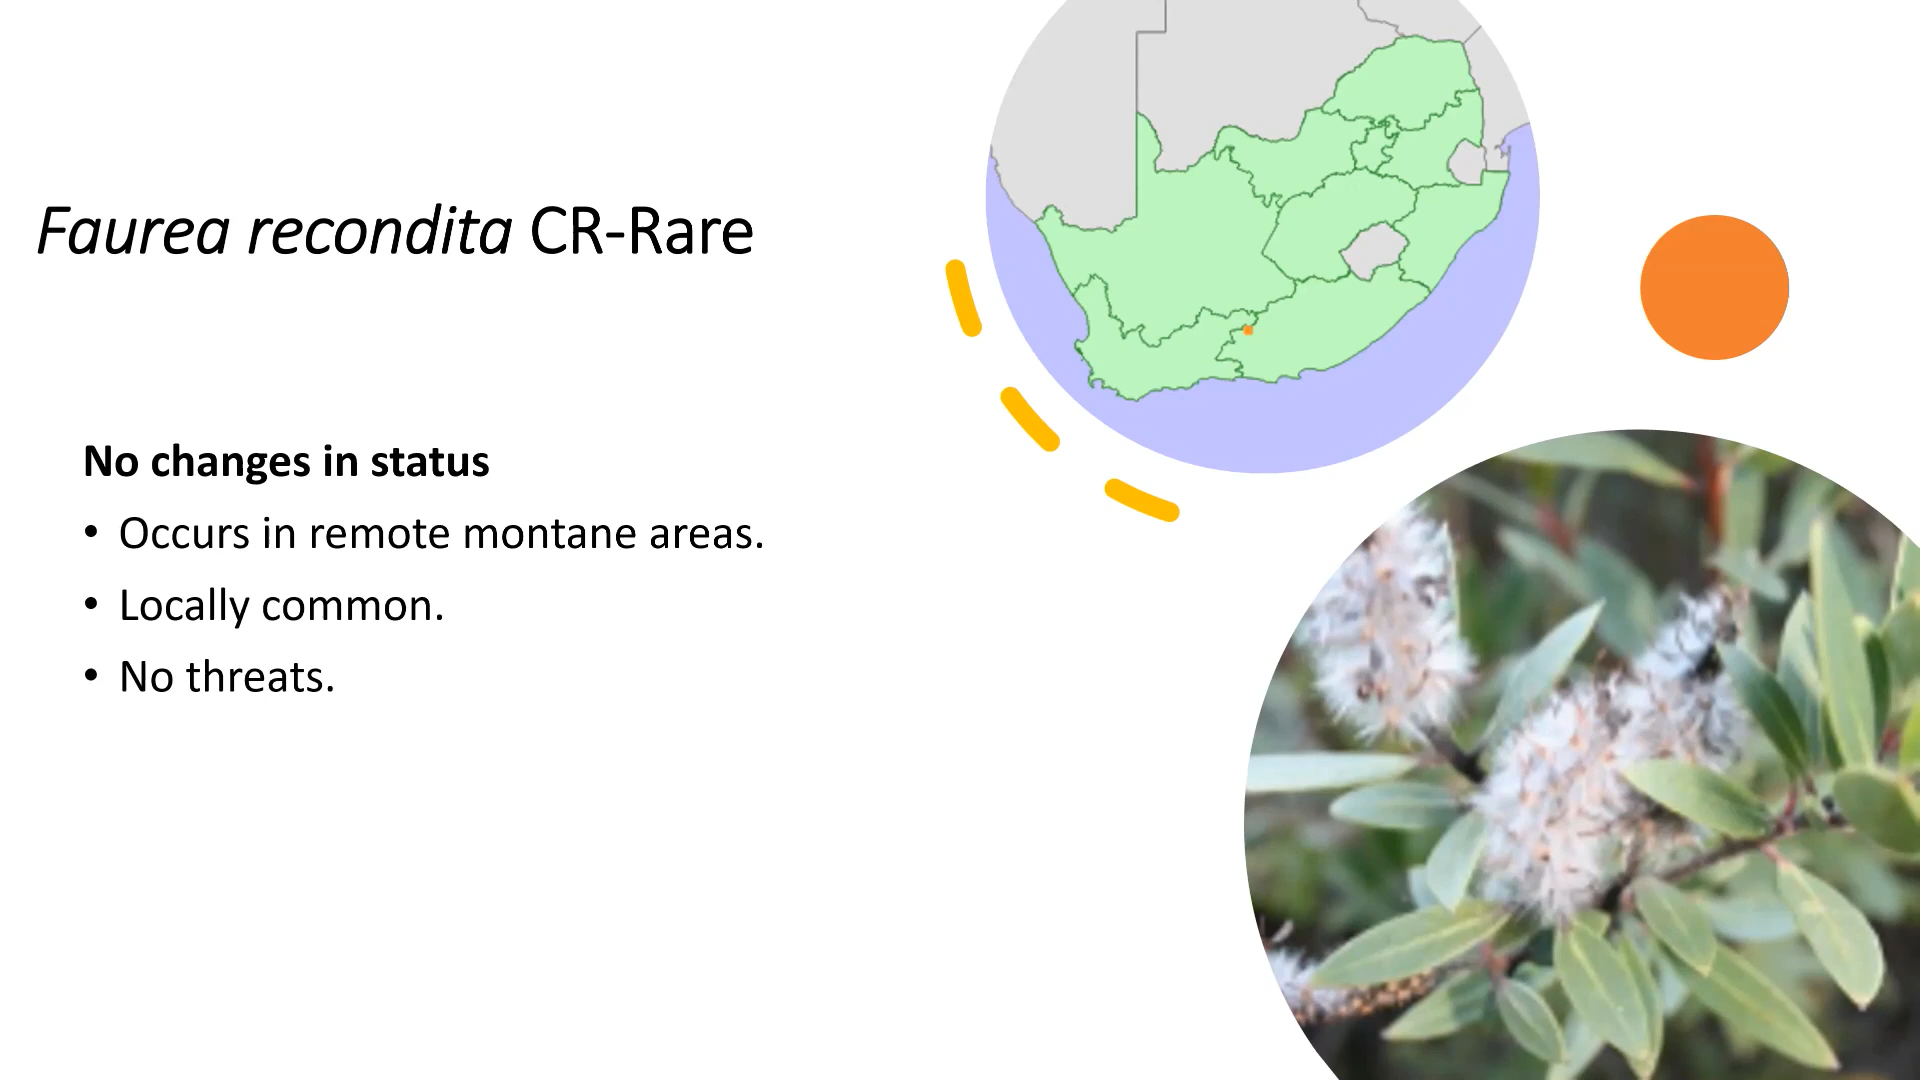 Faurea recondita CR-Rare
No changes in status
• Occurs in remote montane areas.
• Locally common.
• No threats.